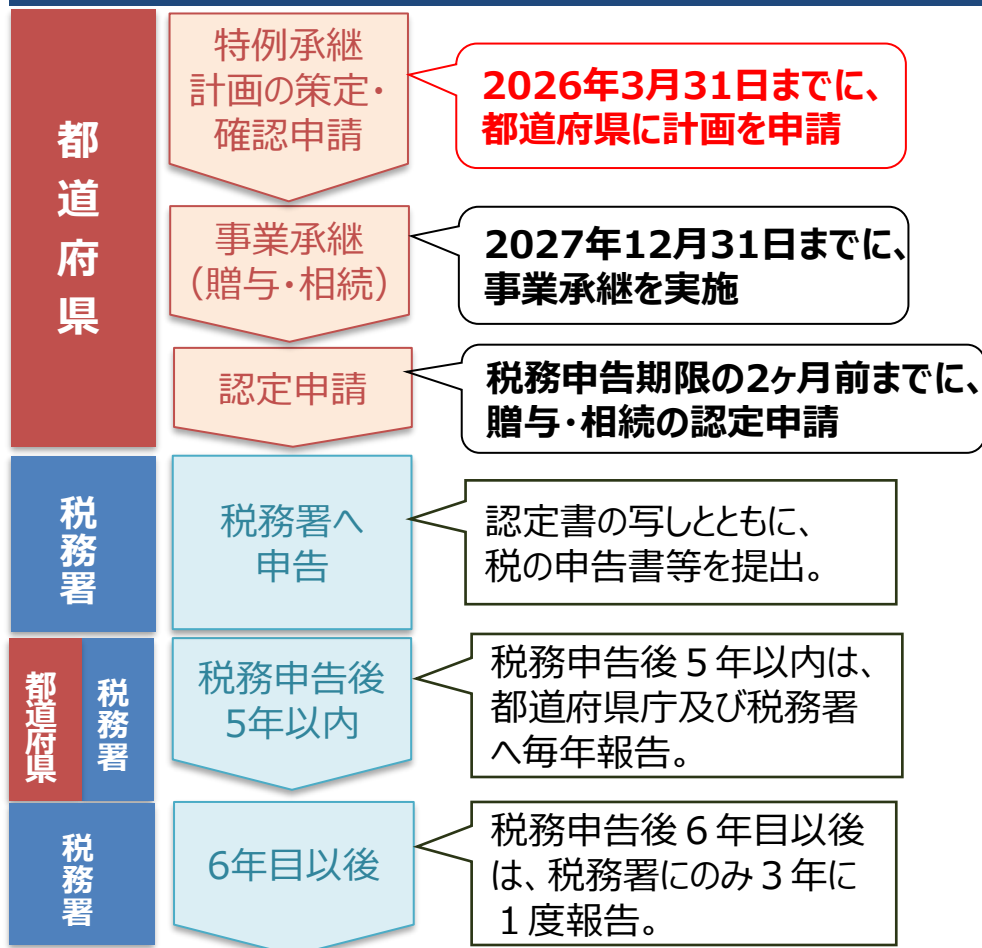 都道府県
特例承継
計画の策定・
確認申請
2026年3月31日までに、
都道府県に計画を申請
事業承継
（贈与・相続）
2027年12月31日までに、
事業承継を実施
認定申請
税務申告期限の2ヶ月前までに、
贈与・相続の認定申請
税務署
税務署へ
申告
認定書の写しとともに、
税の申告書等を提出。
都道府県
税務署
税務申告後
5年以内
税務申告後５年以内は、
都道府県庁及び税務署
へ毎年報告。
税務署
6年目以後
税務申告後６年目以後
は、税務署にのみ３年に
１度報告。